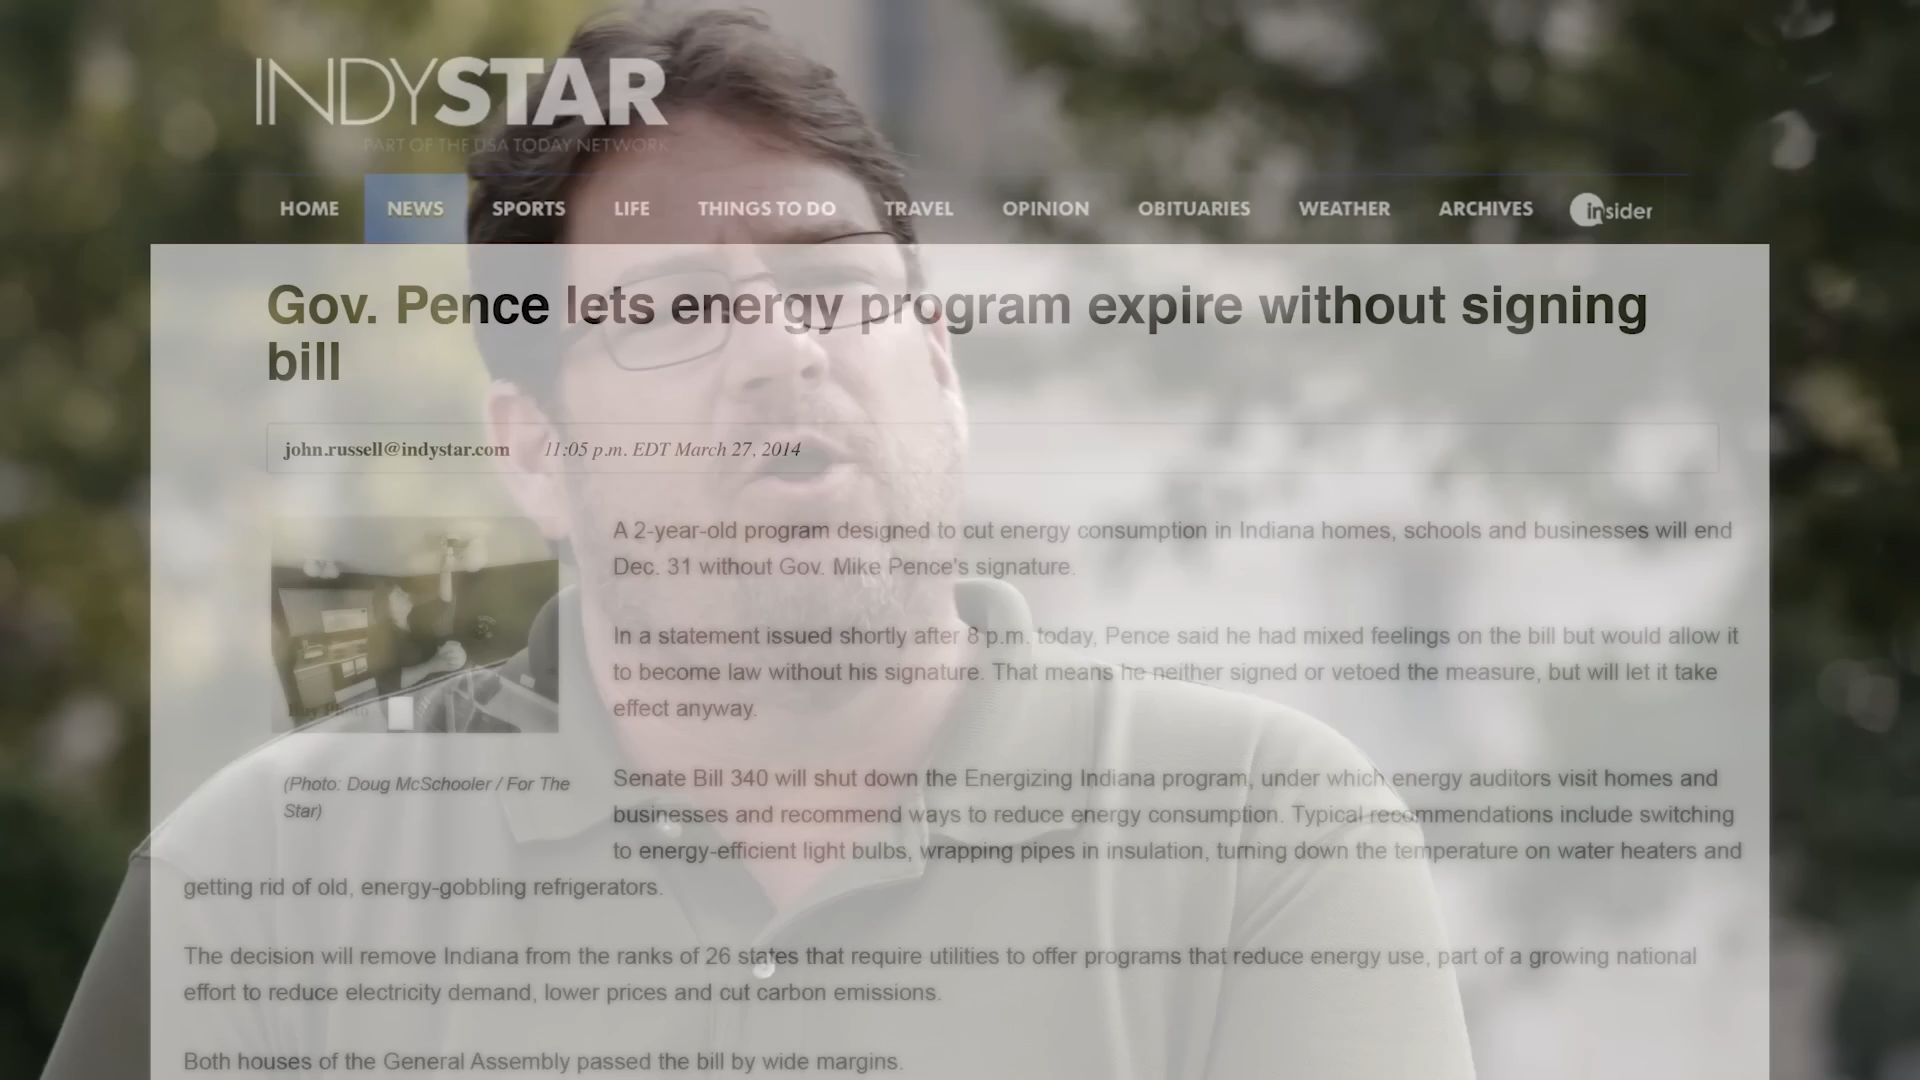 INDYSTAR
PART OF THE USA TODAY NETWORK
HOME NEWS SPORTS LIFE THINGS TO DO TRAVEL OPINION OBITUARIES WEATHER ARCHIVES insider
Gov. Pence lets energy program expire without signing
bill
john.russell@indystar.com 11:05 p.m. EDT March 27, 2014
A 2-year-old program designed to cut energy consumption in Indiana homes, schools and businesses will end
Dec. 31 without Gov. Mike Pence's signature.
In a statement issued shortly after 8 p.m. today, Pence said he had mixed feelings on the bill but would allow it
to become law without his signature. That means he neither signed or vetoed the measure, but will let it take
effect anyway.
Buy Photo
(Photo: Doug McSchooler / For The
Star)
Senate Bill 340 will shut down the Energizing Indiana program, under which energy auditors visit homes and
businesses and recommend ways to reduce energy consumption. Typical recommendations include switching
to energy-efficient light bulbs, wrapping pipes in insulation, turning down the temperature on water heaters and
getting rid of old, energy-gobbling refrigerators.
The decision will remove Indiana from the ranks of 26 states that require utilities to offer programs that reduce energy use, part of a growing national
effort to reduce electricity demand, lower prices and cut carbon emissions.
Both houses of the General Assembly passed the bill by wide margins.